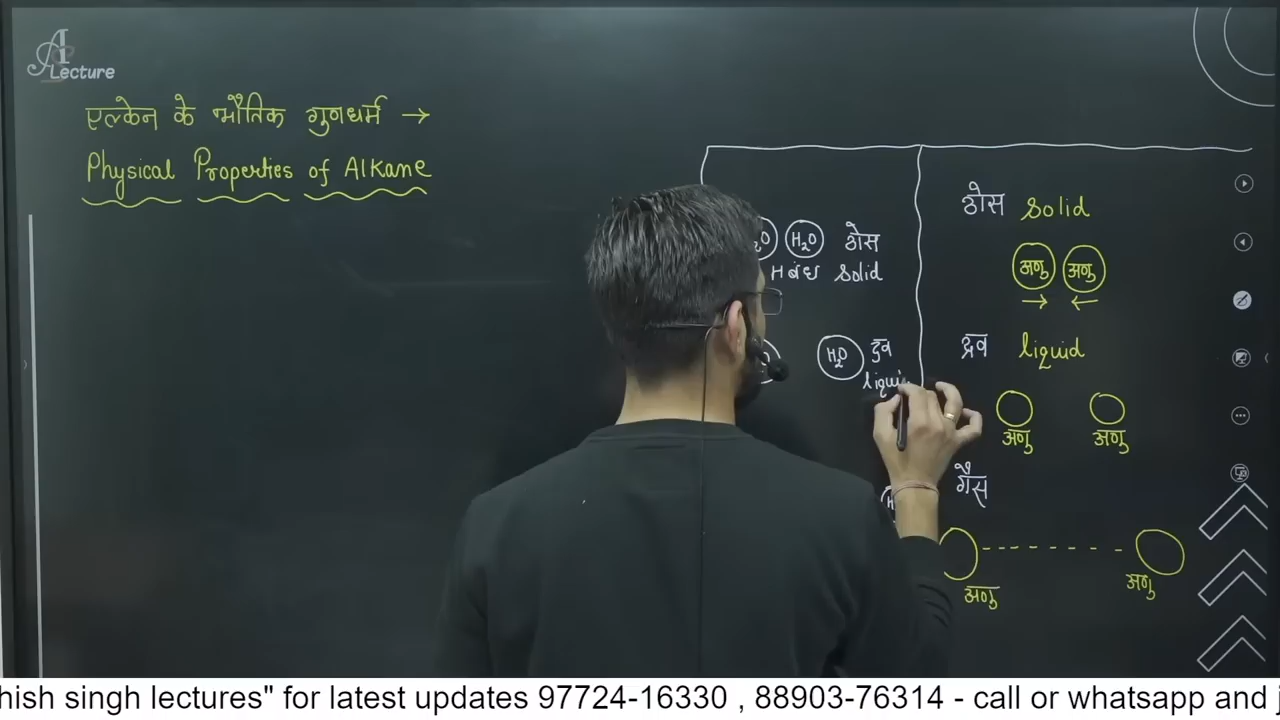 A
Lecture
एल्केन के भौतिक गुणधर्म →
Physical Properties of Alkane
H₂O ठोस
H बंध Solid
H₂O द्रव
ठोस Solid
अणु अणु
→ ←
द्रव liquid
अणु अणु
गैस
अणु अणु
singh lectures" for latest updates 97724-16330 , 88903-76314 - call or whatsapp and